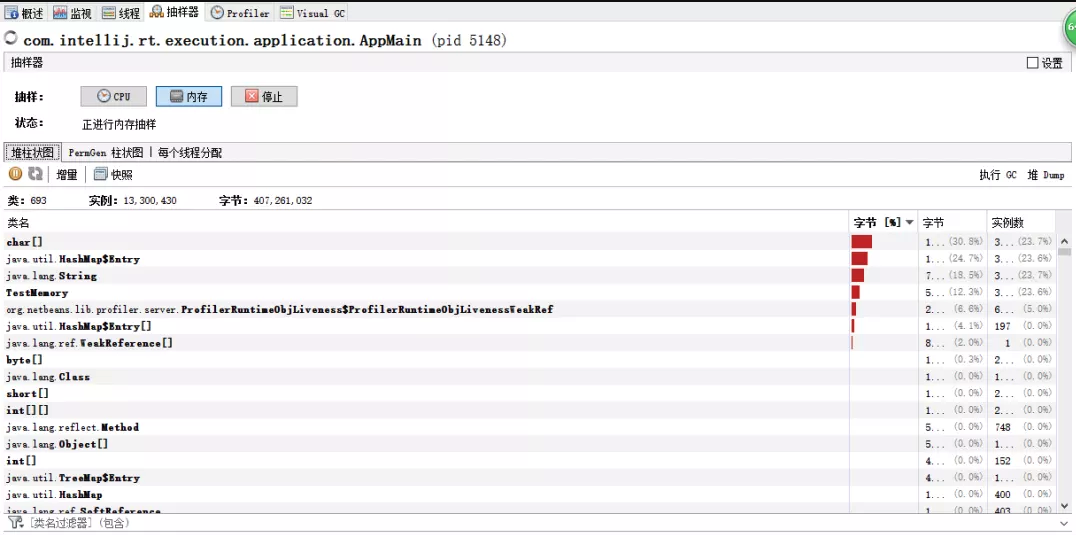 概述 监视 线程 抽样器 Profiler Visual GC
com.intellij.rt.execution.application.AppMain (pid 5148)
抽样器 设置
抽样: CPU 内存 停止
状态: 正进行内存抽样
堆柱状图 PermGen 柱状图 | 每个线程分配
增量 快照 执行 GC 堆 Dump
类: 693 实例: 13,300,430 字节: 407,261,032
类名 字节 [%] 字节 实例数
char[] 1... (30.8%) 3... (23.7%)
java.util.HashMap$Entry 1... (24.7%) 3... (23.6%)
java.lang.String 7... (18.5%) 3... (23.7%)
TestMemory 5... (12.3%) 3... (23.6%)
org.netbeans.lib.profiler.server.ProfilerRuntimeObjLiveness$ProfilerRuntimeObjLivenessWeakRef 2... (6.6%) 6... (5.0%)
java.util.HashMap$Entry[] 1... (4.1%) 197 (0.0%)
java.lang.ref.WeakReference[] 8... (2.0%) 1 (0.0%)
byte[] 1... (0.3%) 2... (0.0%)
java.lang.Class 1... (0.0%) 1... (0.0%)
short[] 1... (0.0%) 2... (0.0%)
int[][] 1... (0.0%) 2... (0.0%)
java.lang.reflect.Method 5... (0.0%) 748 (0.0%)
java.lang.Object[] 5... (0.0%) 1... (0.0%)
int[] 4... (0.0%) 152 (0.0%)
java.util.TreeMap$Entry 4... (0.0%) 1... (0.0%)
java.util.HashMap 1... (0.0%) 400 (0.0%)
java.lang.ref.SoftReference 1... (0.0%) 403 (0.0%)
[类名过滤器] (包含)